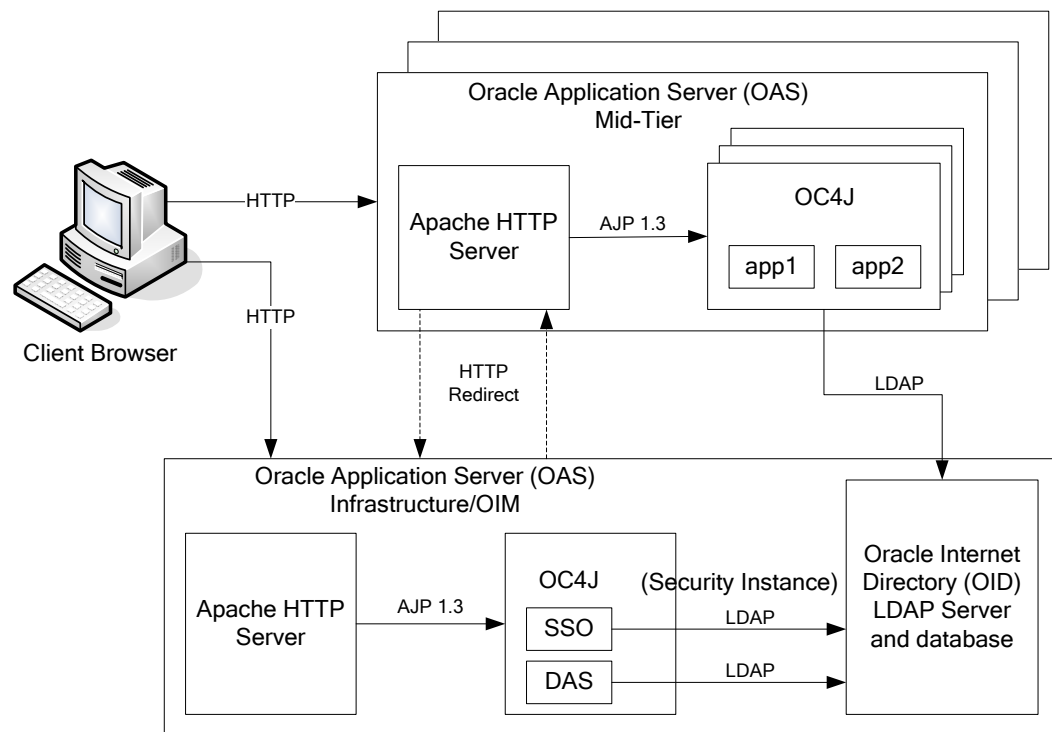 Oracle Application Server (OAS)
Mid-Tier
HTTP
Apache HTTP
Server
AJP 1.3
OC4J
app1
app2
HTTP
Client Browser
HTTP
Redirect
LDAP
Oracle Application Server (OAS)
Infrastructure/OIM
Apache HTTP
Server
AJP 1.3
OC4J
(Security Instance)
SSO
LDAP
DAS
LDAP
Oracle Internet
Directory (OID)
LDAP Server
and database